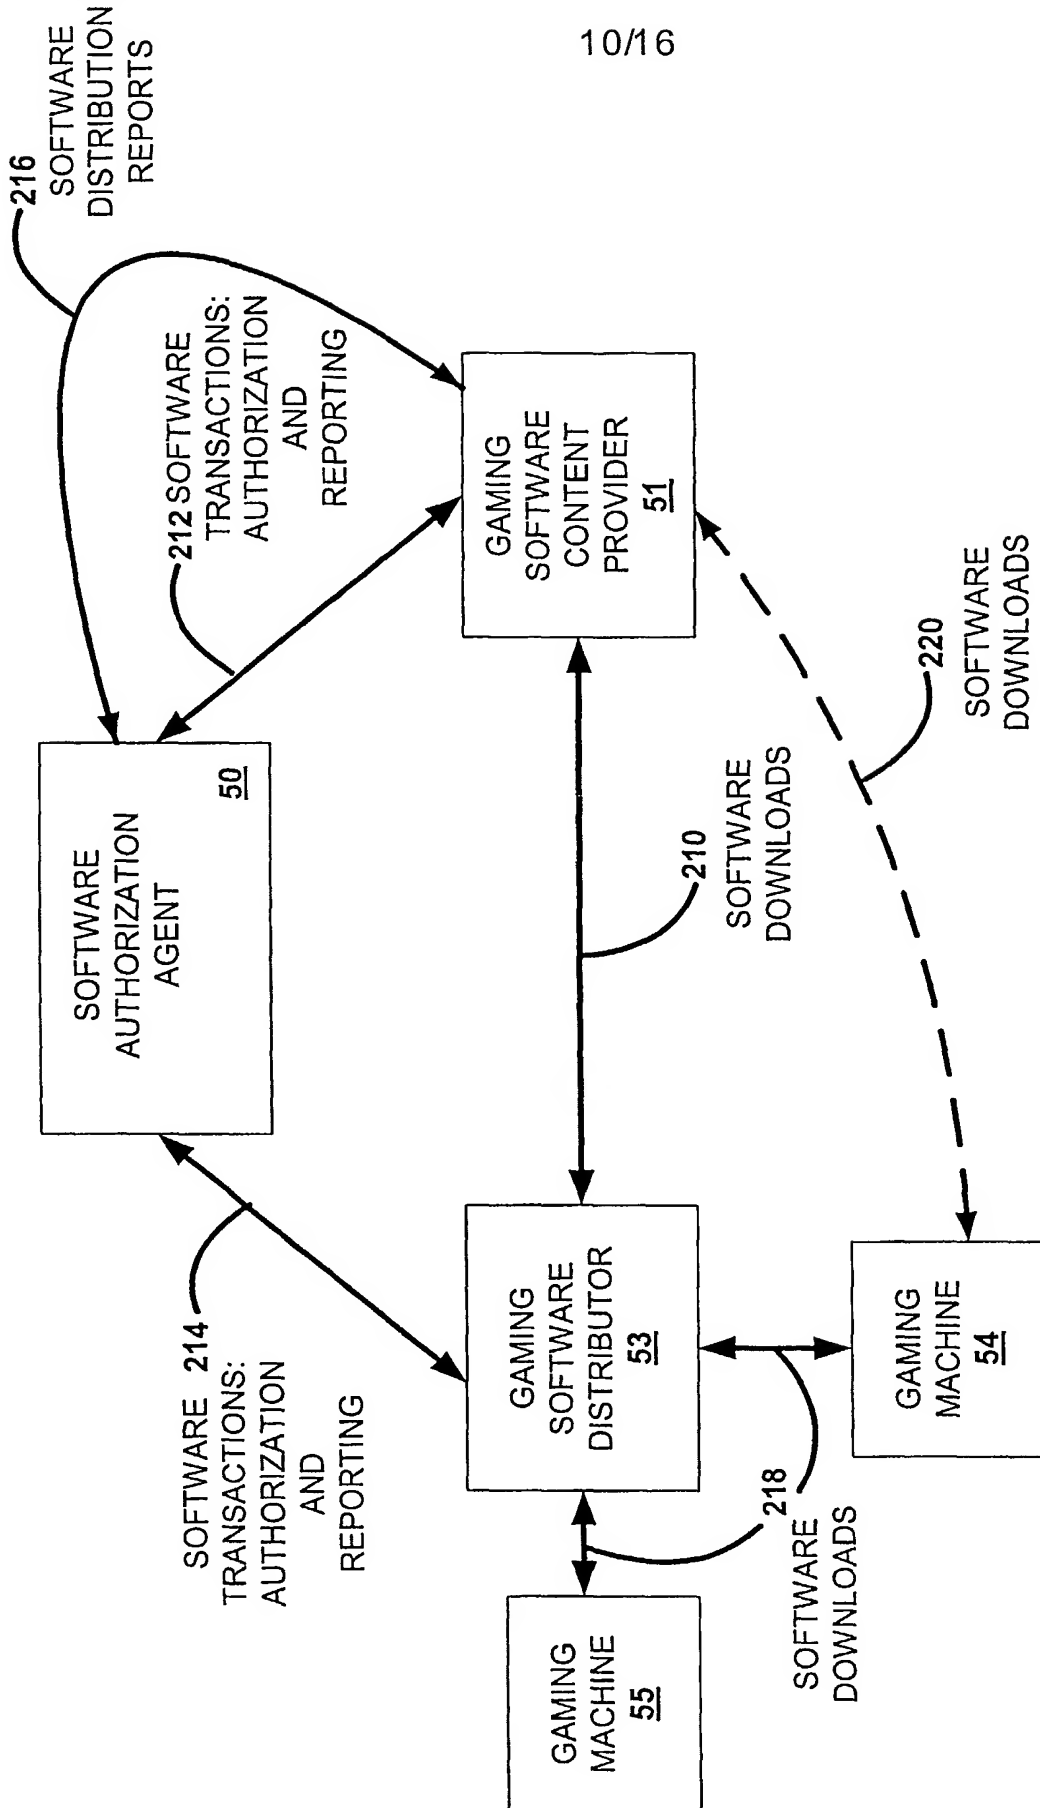 10/16
216
SOFTWARE
DISTRIBUTION
REPORTS
212 SOFTWARE
TRANSACTIONS:
AUTHORIZATION
AND
REPORTING
SOFTWARE
AUTHORIZATION
AGENT
50
GAMING
SOFTWARE
CONTENT
PROVIDER
51
SOFTWARE 214
TRANSACTIONS:
AUTHORIZATION
AND
REPORTING
210
SOFTWARE
DOWNLOADS
220
SOFTWARE
DOWNLOADS
GAMING
SOFTWARE
DISTRIBUTOR
53
GAMING
MACHINE
54
218
SOFTWARE
DOWNLOADS
GAMING
MACHINE
55